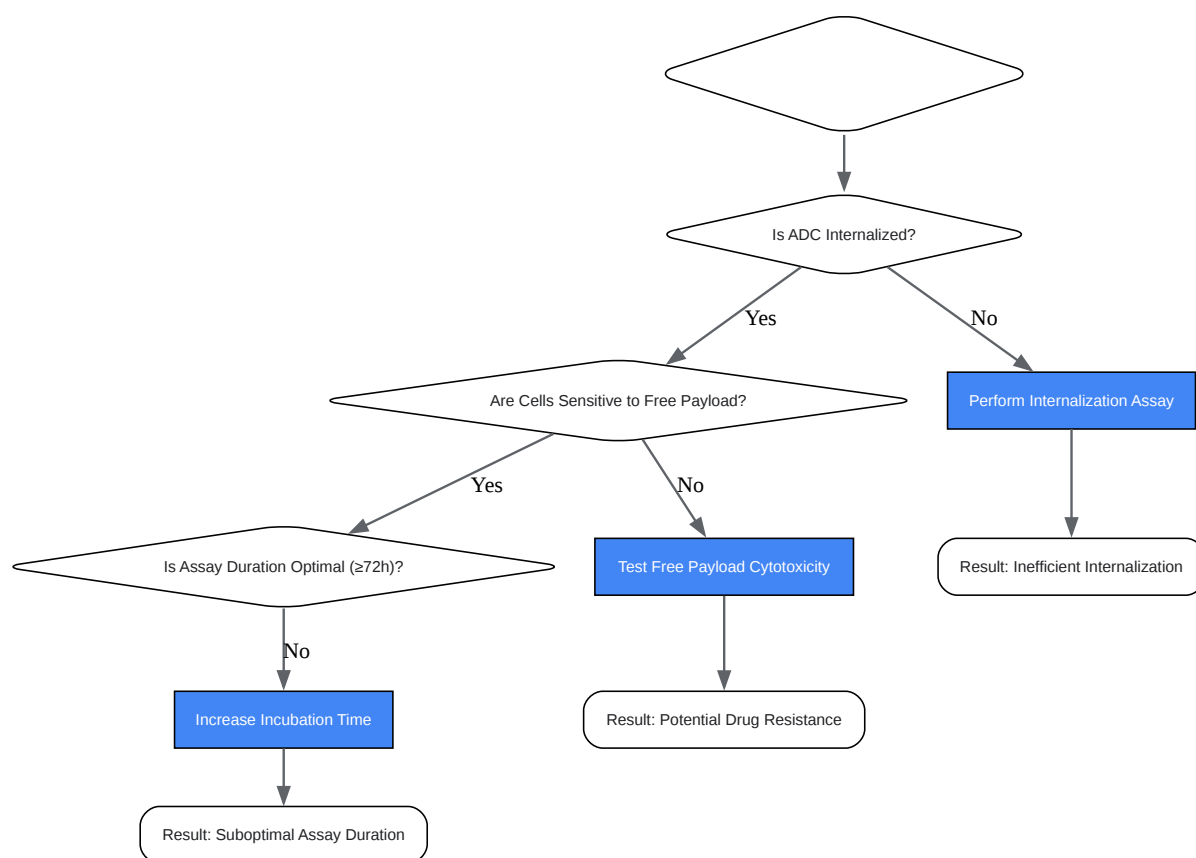 Is ADC Internalized?
Yes
No
Perform Internalization Assay
Are Cells Sensitive to Free Payload?
Yes
No
Is Assay Duration Optimal (≥72h)?
Test Free Payload Cytotoxicity
Result: Inefficient Internalization
No
Increase Incubation Time
Result: Potential Drug Resistance
Result: Suboptimal Assay Duration